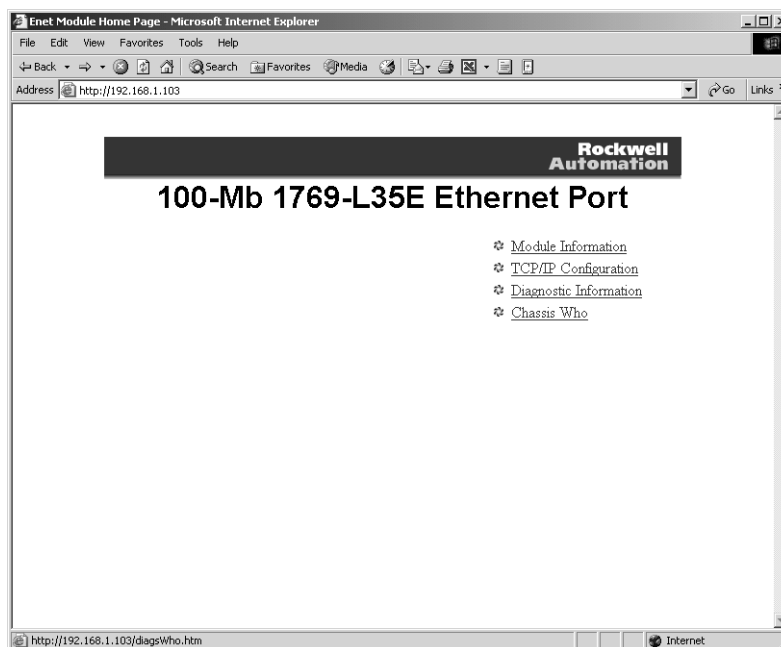 Enet Module Home Page - Microsoft Internet Explorer
File Edit View Favorites Tools Help
Back Search Favorites Media
Address http://192.168.1.103 Go Links
Rockwell
Automation
100-Mb 1769-L35E Ethernet Port
Module Information
TCP/IP Configuration
Diagnostic Information
Chassis Who
http://192.168.1.103/diagsWho.htm Internet